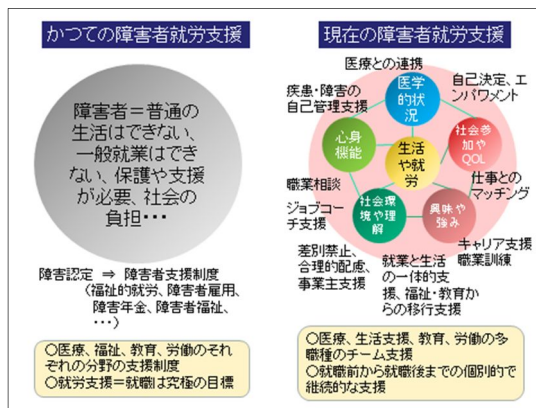 かつての障害者就労支援
障害者＝普通の
生活はできない、
一般就業はでき
ない、保護や支援
が必要、社会の
負担・・・
障害認定 ⇒ 障害者支援制度
（福祉的就労、障害者雇用、
障害年金、障害者福祉、
・・・）
○医療、福祉、教育、労働のそれ
ぞれの分野の支援制度
○就労支援＝就職は究極の目標
現在の障害者就労支援
医療との連携
疾患・障害の
自己管理支援
医学
的状
況
自己決定、エ
ンパワメント
心身
機能
生活
や就
労
社会参
加や
QOL
職業相談
ジョブコー
チ支援
社会環
境や理
解
興味や
強み
仕事との
マッチング
キャリア支援
職業訓練
差別禁止、
合理的配慮、
事業主支援
就業と生活
の一体的支
援、福祉・教育か
らの移行支援
○医療、生活支援、教育、労働の多
職種のチーム支援
○就職前から就職後までの個別的で
継続的な支援